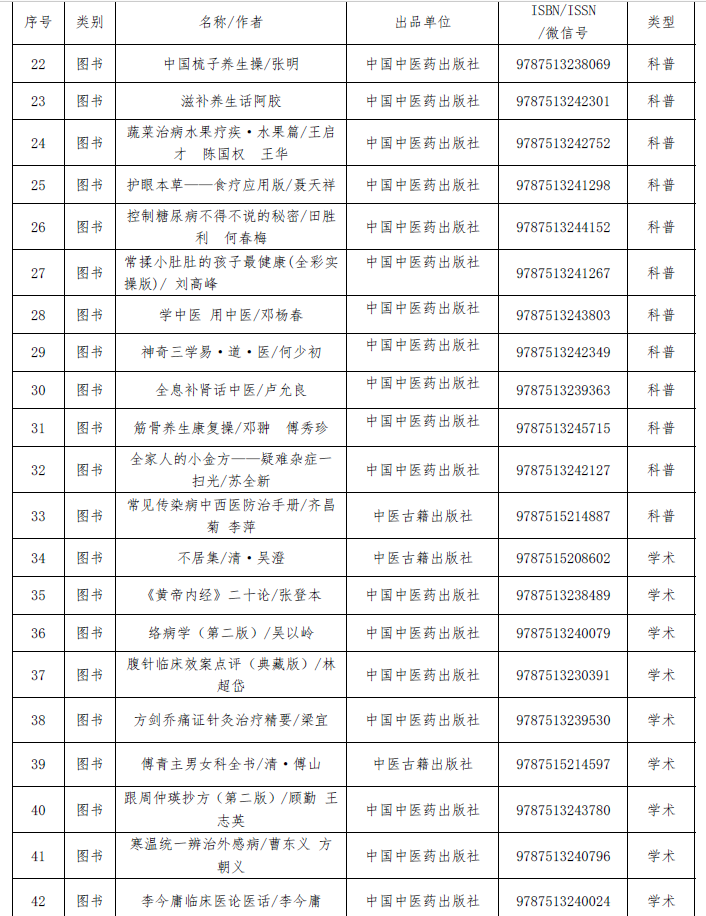 序号 类别 名称/作者 出品单位 ISBN/ISSN
/微信号 类型
22 图书 中国梳子养生操/张明 中国中医药出版社 9787513238069 科普
23 图书 滋补养生话阿胶 中国中医药出版社 9787513242301 科普
24 图书 蔬菜治病水果疗疾·水果篇/王启
才 陈国权 王华 中国中医药出版社 9787513242752 科普
25 图书 护眼本草——食疗应用版/聂天祥 中国中医药出版社 9787513241298 科普
26 图书 控制糖尿病不得不说的秘密/田胜
利 何春梅 中国中医药出版社 9787513244152 科普
27 图书 常揉小肚肚的孩子最健康(全彩实
操版)/ 刘高峰 中国中医药出版社 9787513241267 科普
28 图书 学中医 用中医/邓杨春 中国中医药出版社 9787513243803 科普
29 图书 神奇三学易·道·医/何少初 中国中医药出版社 9787513242349 科普
30 图书 全息补肾话中医/卢允良 中国中医药出版社 9787513239363 科普
31 图书 筋骨养生康复操/邓翀 傅秀珍 中国中医药出版社 9787513245715 科普
32 图书 全家人的小金方——疑难杂症一
扫光/苏全新 中国中医药出版社 9787513242127 科普
33 图书 常见传染病中西医防治手册/齐昌
菊 李萍 中医古籍出版社 9787515214887 科普
34 图书 不居集/清·吴澄 中医古籍出版社 9787515208602 学术
35 图书 《黄帝内经》二十论/张登本 中国中医药出版社 9787513238489 学术
36 图书 络病学（第二版）/吴以岭 中国中医药出版社 9787513240079 学术
37 图书 腹针临床效案点评（典藏版）/林
超岱 中国中医药出版社 9787513230391 学术
38 图书 方剑乔痛证针灸治疗精要/梁宜 中国中医药出版社 9787513239530 学术
39 图书 傅青主男女科全书/清·傅山 中医古籍出版社 9787515214597 学术
40 图书 跟周仲瑛抄方（第二版）/顾勤 王
志英 中国中医药出版社 9787513243780 学术
41 图书 寒温统一辨治外感病/曹东义 方
朝义 中国中医药出版社 9787513240796 学术
42 图书 李今庸临床医论医话/李今庸 中国中医药出版社 9787513240024 学术